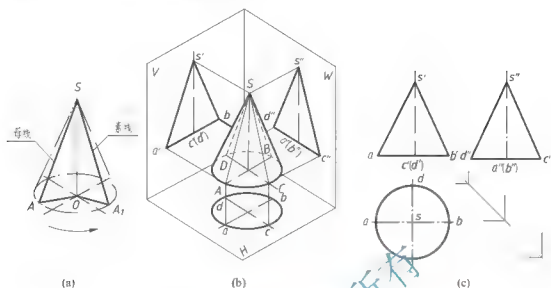 S
母线
素线
A
O
A₁
(a)
V
W
s'
s"
S
b
d"
a'
c'(d')
a"(b")
c"
D
B
A
C
d
b
a
c
H
(b)
s'
s"
a
c'(d')
b'
d"
a"(b")
c"
d
a
s
b
(c)